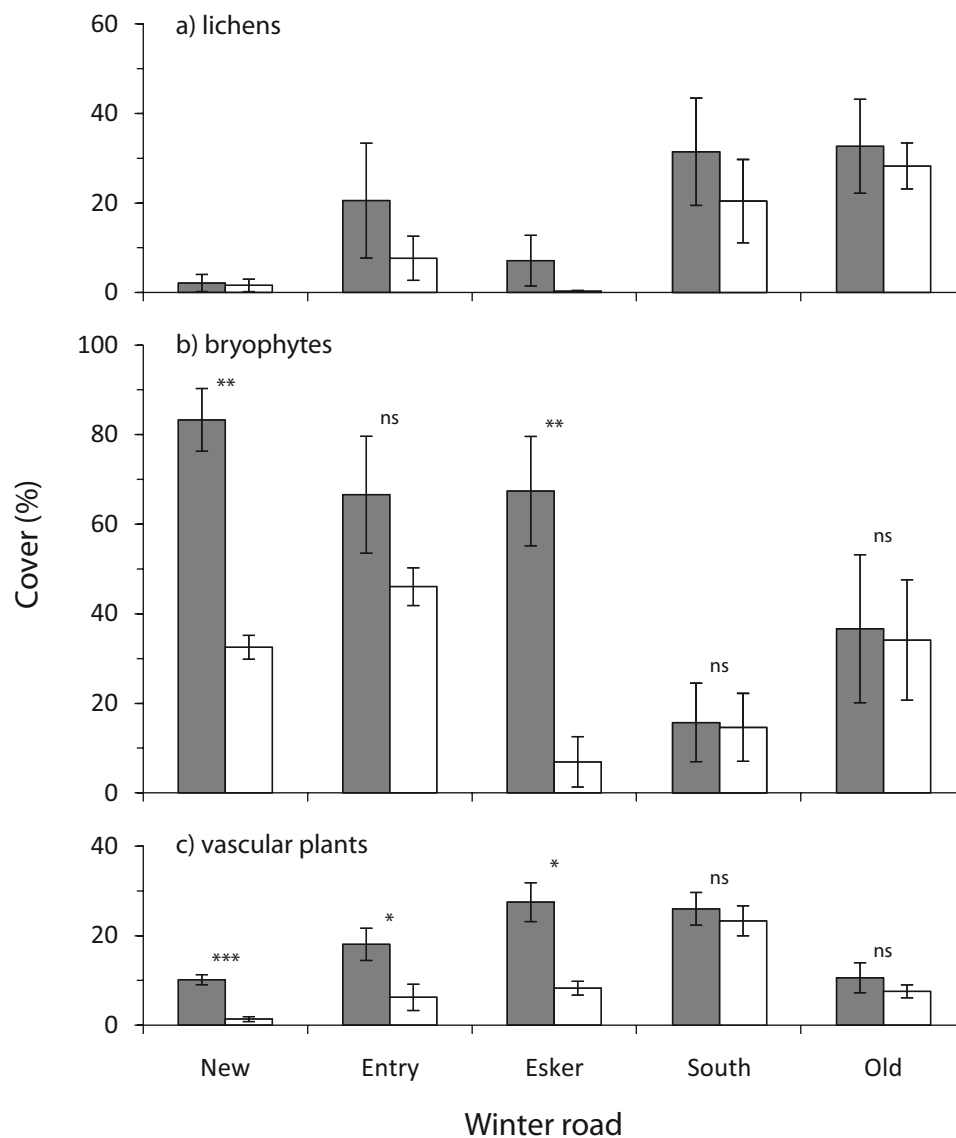 a) lichens
60
40
20
0
b) bryophytes
100
**
80
ns
**
60
ns
40
ns
20
0
Cover (%)
c) vascular plants
40
*
ns
*
20
***
ns
0
New Entry Esker South Old
Winter road